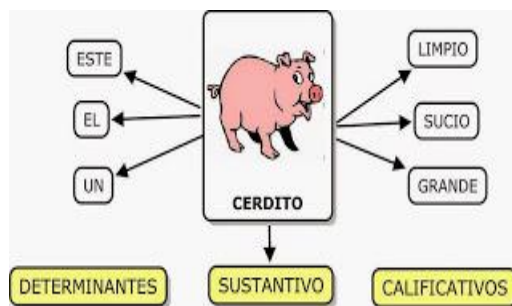 ESTE
EL
UN
CERDITO
LIMPIO
SUCIO
GRANDE
DETERMINANTES
SUSTANTIVO
CALIFICATIVOS